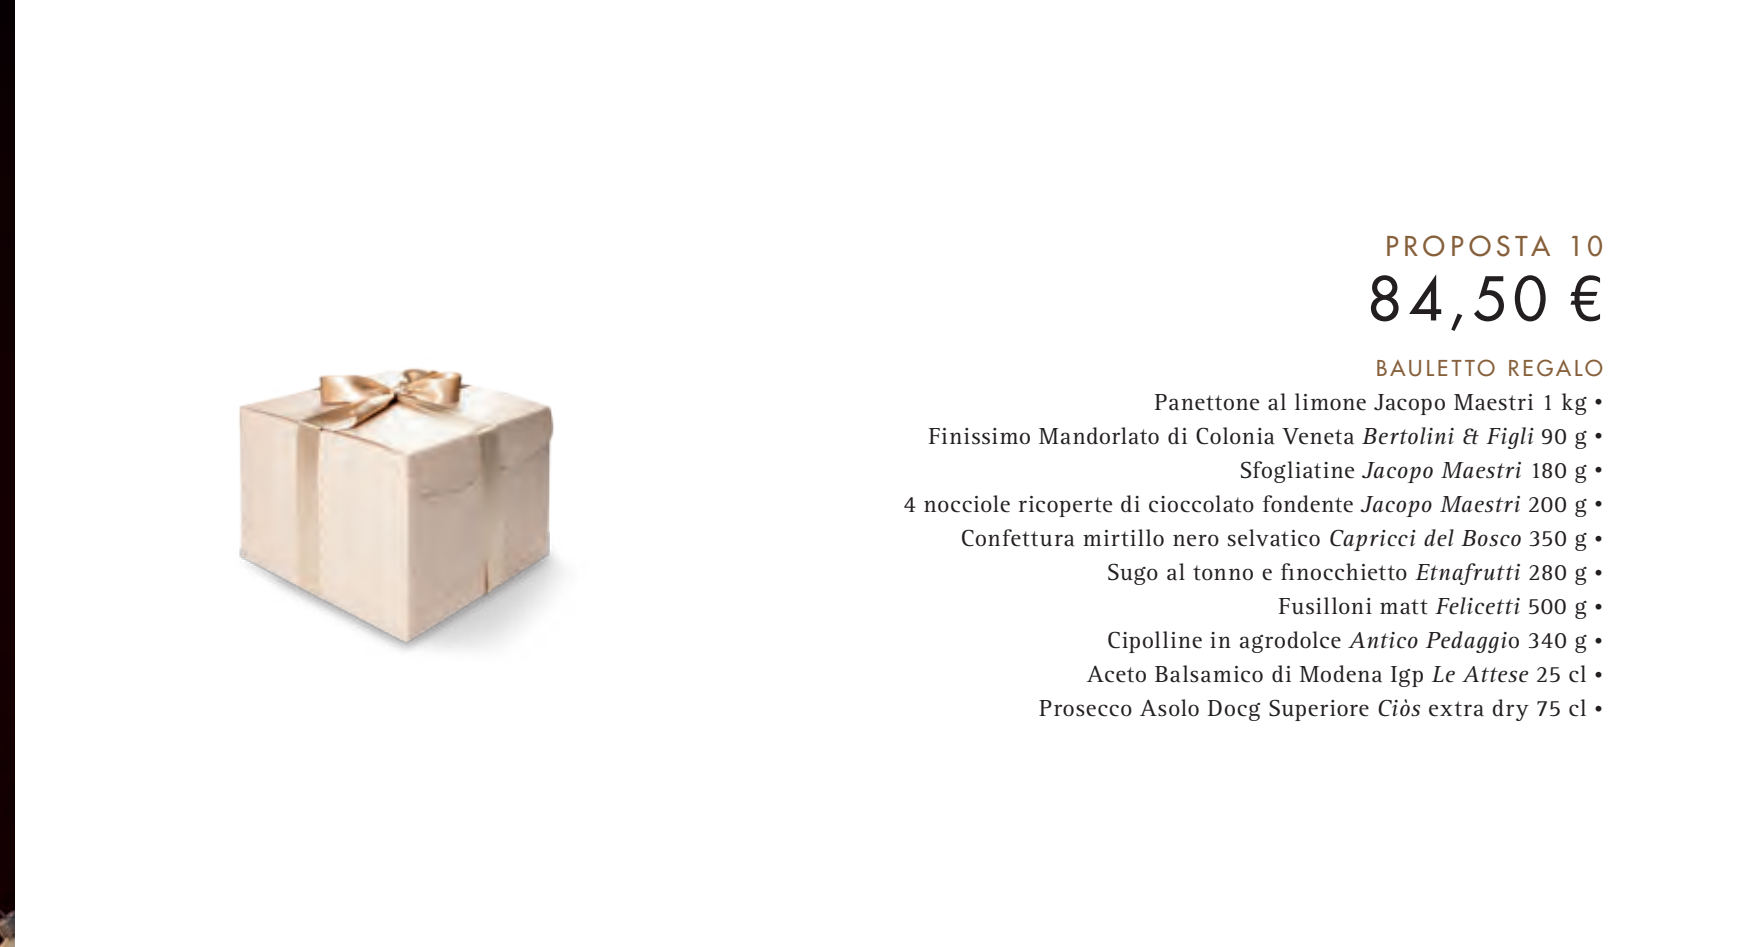 PROPOSTA 10
84,50 €
BAULETTO REGALO
Panettone al limone Jacopo Maestri 1 kg •
Finissimo Mandorlato di Colonia Veneta Bertolini & Figli 90 g •
Sfogliatine Jacopo Maestri 180 g •
4 nocciole ricoperte di cioccolato fondente Jacopo Maestri 200 g •
Confettura mirtillo nero selvatico Capricci del Bosco 350 g •
Sugo al tonno e finocchietto Etnafrutti 280 g •
Fusilloni matt Felicetti 500 g •
Cipolline in agrodolce Antico Pedaggio 340 g •
Aceto Balsamico di Modena Igp Le Attese 25 cl •
Prosecco Asolo Docg Superiore Ciòs extra dry 75 cl •